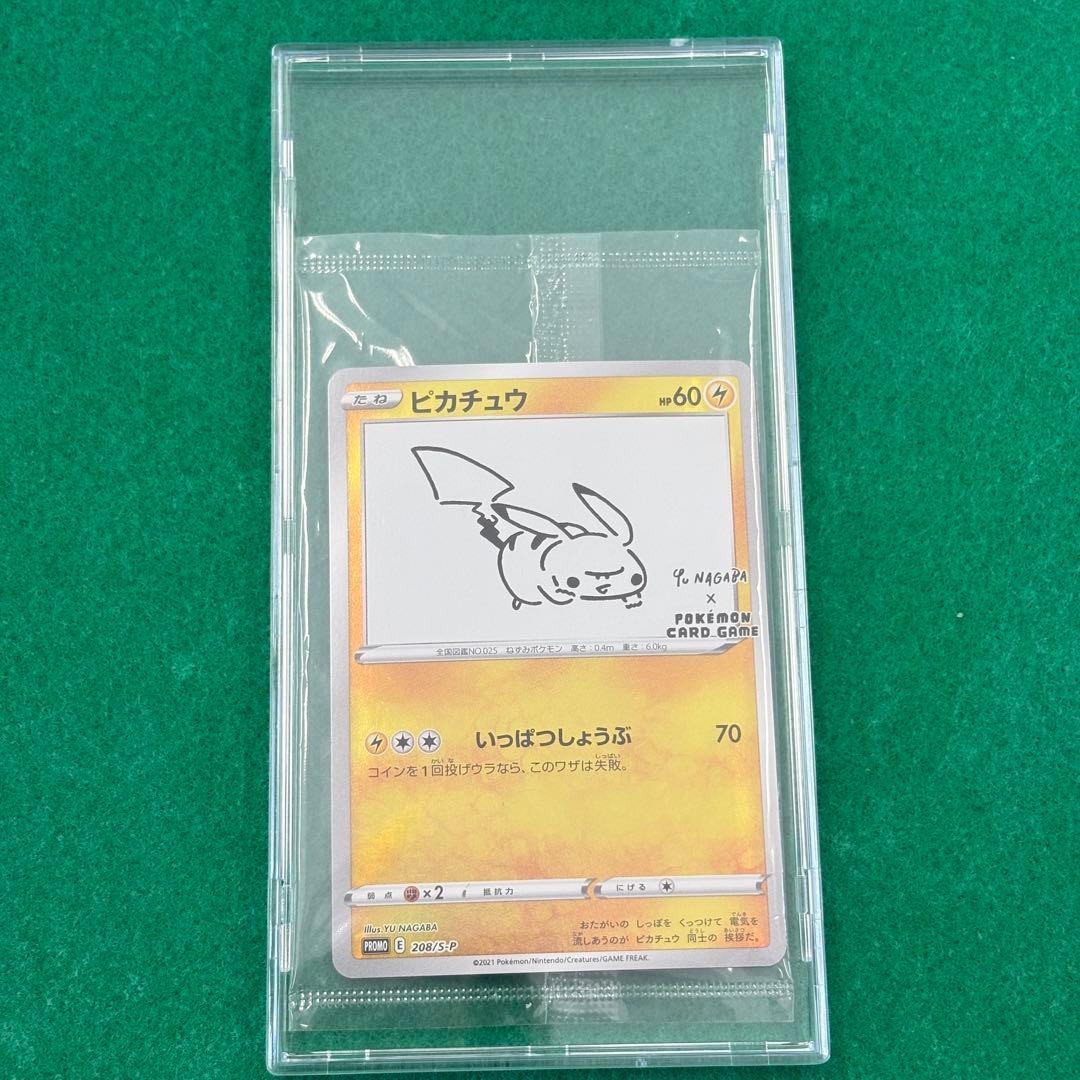 たね ピカチュウ HP60
Yu NAGABA
×
POKÉMON
CARD GAME
全国図鑑NO.025 ねずみポケモン 高さ:0.4m 重さ:6.0kg
いっぱつしょうぶ 70
コインを1回投げウラなら、このワザは失敗。
弱点 ×2 抵抗力 にげる
Illus.YU NAGABA
PROMO E 208/S-P
おたがいの しっぽを くっつけて 電気を
流しあうのが ピカチュウ 同士の 挨拶だ。
©2021 Pokémon/Nintendo/Creatures/GAME FREAK.